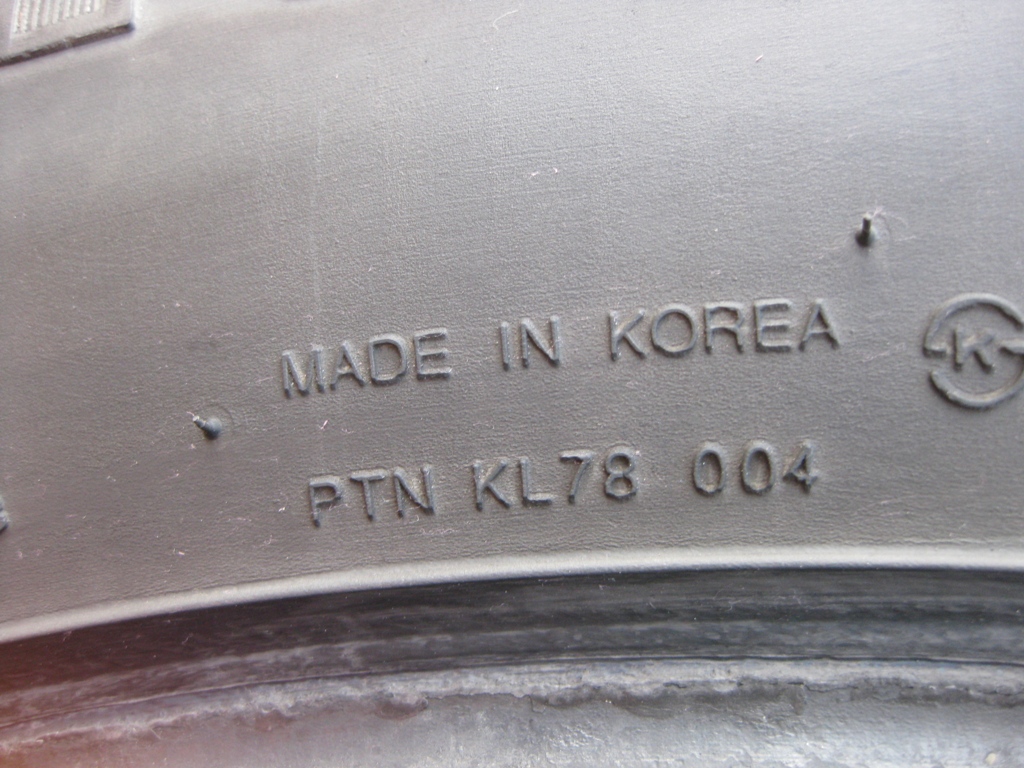 MADE IN KOREA
K
PTN KL78 004